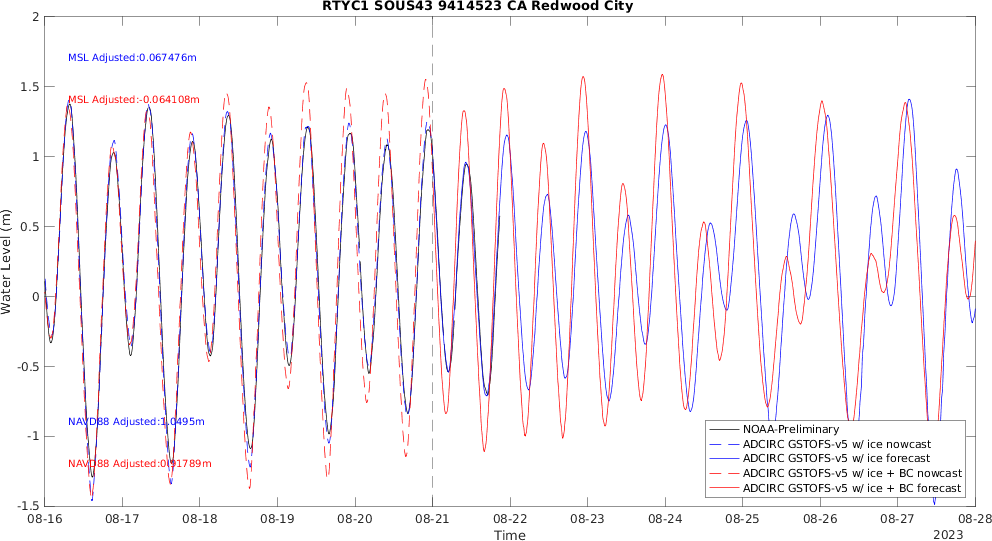 RTYC1 SOUS43 9414523 CA Redwood City
2
1.5
1
0.5
0
-0.5
-1
-1.5
Water Level (m)
MSL Adjusted:0.067476m
MSL Adjusted:-0.064108m
NAVD88 Adjusted:1.0495m
NAVD88 Adjusted:0.91789m
NOAA-Preliminary
ADCIRC GSTOFS-v5 w/ ice nowcast
ADCIRC GSTOFS-v5 w/ ice forecast
ADCIRC GSTOFS-v5 w/ ice + BC nowcast
ADCIRC GSTOFS-v5 w/ ice + BC forecast
08-16 08-17 08-18 08-19 08-20 08-21 08-22 08-23 08-24 08-25 08-26 08-27 08-28
Time
2023